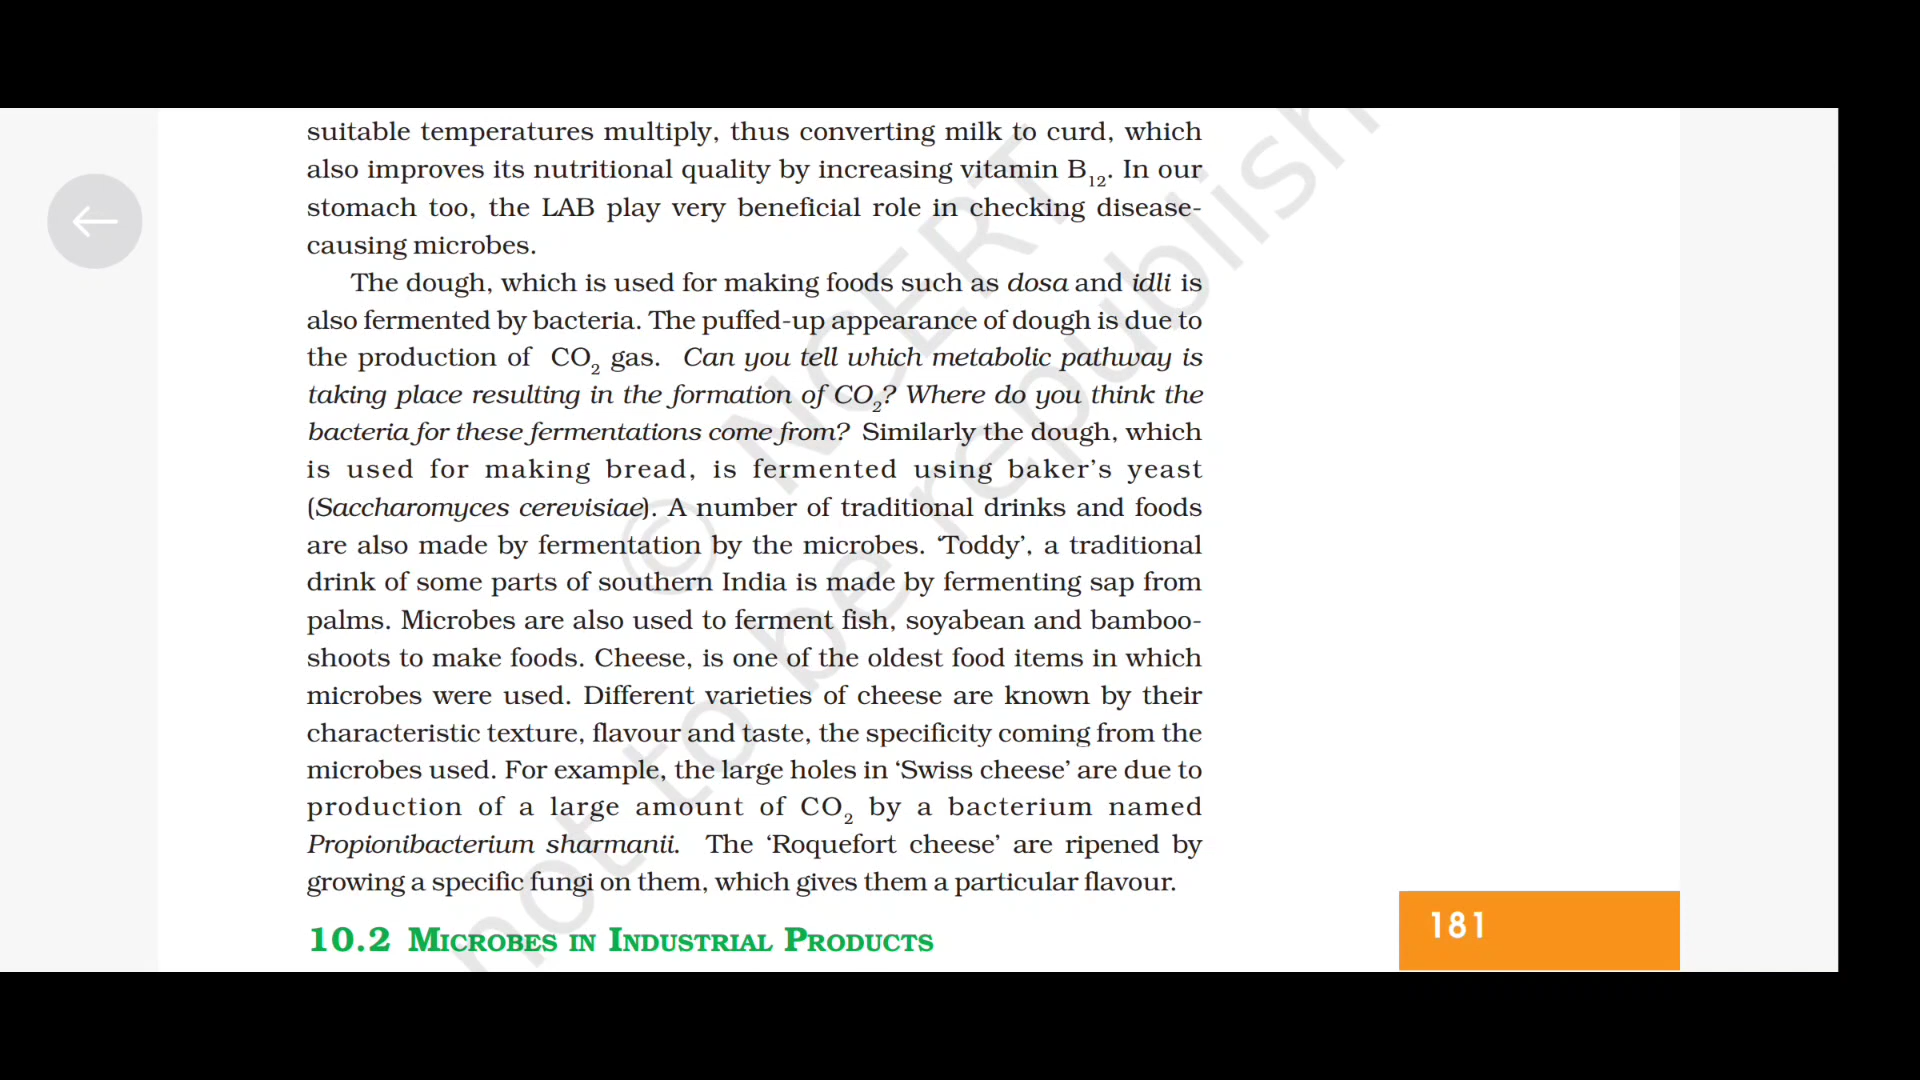 suitable temperatures multiply, thus converting milk to curd, which
also improves its nutritional quality by increasing vitamin B12. In our
stomach too, the LAB play very beneficial role in checking disease-
causing microbes.
The dough, which is used for making foods such as dosa and idli is
also fermented by bacteria. The puffed-up appearance of dough is due to
the production of CO2 gas. Can you tell which metabolic pathway is
taking place resulting in the formation of CO2? Where do you think the
bacteria for these fermentations come from? Similarly the dough, which
is used for making bread, is fermented using baker's yeast
(Saccharomyces cerevisiae). A number of traditional drinks and foods
are also made by fermentation by the microbes. 'Toddy', a traditional
drink of some parts of southern India is made by fermenting sap from
palms. Microbes are also used to ferment fish, soyabean and bamboo-
shoots to make foods. Cheese, is one of the oldest food items in which
microbes were used. Different varieties of cheese are known by their
characteristic texture, flavour and taste, the specificity coming from the
microbes used. For example, the large holes in 'Swiss cheese' are due to
production of a large amount of CO2 by a bacterium named
Propionibacterium sharmanii. The 'Roquefort cheese' are ripened by
growing a specific fungi on them, which gives them a particular flavour.
10.2 MICROBES IN INDUSTRIAL PRODUCTS
181
© NCERT
not to be republish